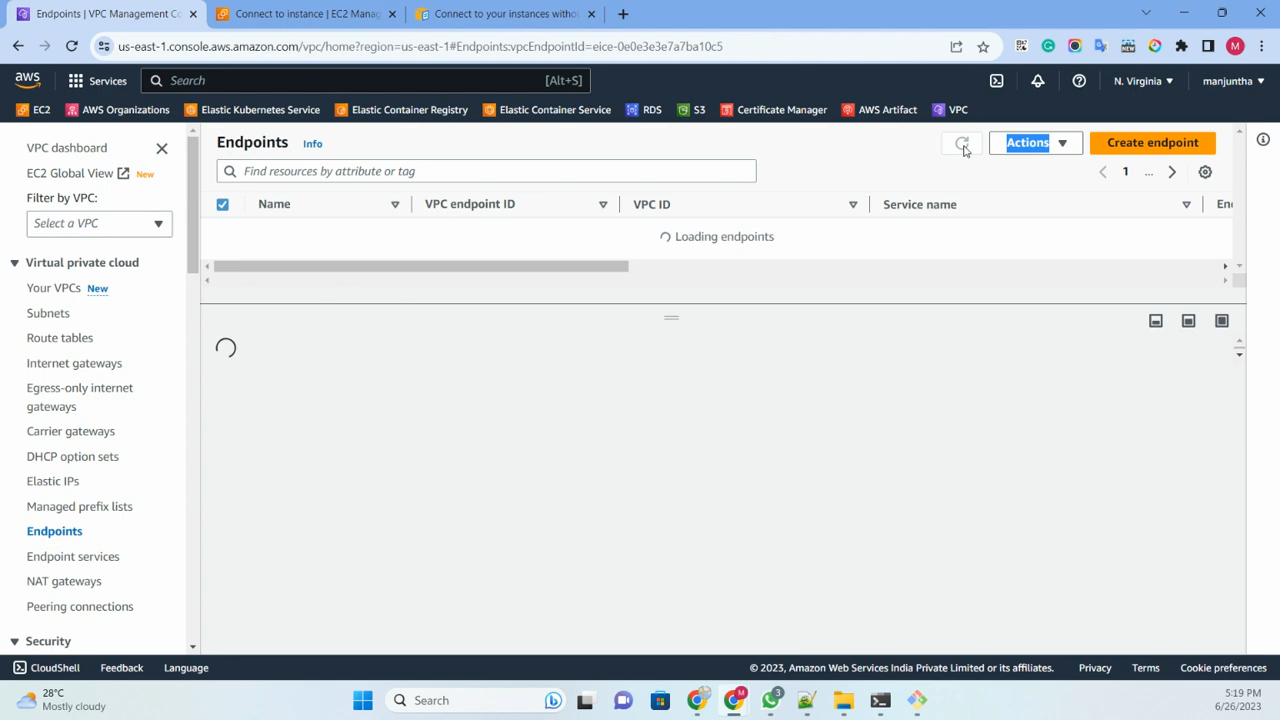 Endpoints | VPC Management Co
Connect to instance | EC2 Manag
Connect to your instances witho
us-east-1.console.aws.amazon.com/vpc/home?region=us-east-1#Endpoints:vpcEndpointId=eice-0e0e3e3e7a7ba10c5
M
aws
Services
Search
[Alt+S]
N. Virginia
manjuntha
EC2
AWS Organizations
Elastic Kubernetes Service
Elastic Container Registry
Elastic Container Service
RDS
S3
Certificate Manager
AWS Artifact
VPC
VPC dashboard
EC2 Global View New
Filter by VPC:
Select a VPC
Virtual private cloud
Your VPCs New
Subnets
Route tables
Internet gateways
Egress-only internet
gateways
Carrier gateways
DHCP option sets
Elastic IPs
Managed prefix lists
Endpoints
Endpoint services
NAT gateways
Peering connections
Security
Endpoints Info
Actions
Create endpoint
Find resources by attribute or tag
1 ...
Name
VPC endpoint ID
VPC ID
Service name
En
Loading endpoints
CloudShell
Feedback
Language
© 2023, Amazon Web Services India Private Limited or its affiliates.
Privacy
Terms
Cookie preferences
28°C
Mostly cloudy
Search
M
3
5:19 PM
6/26/2023